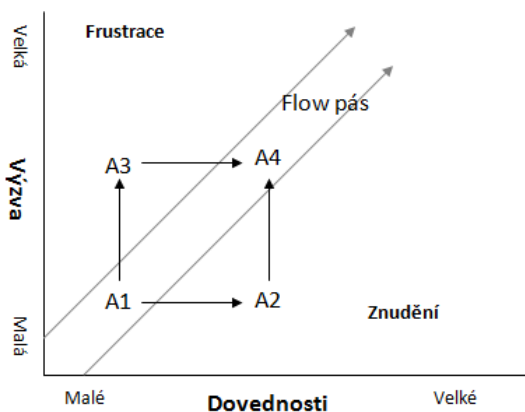 Velká
Frustrace
Flow pás
Výzva
A3
A4
A1
A2
Malá
Znudění
Malé
Dovednosti
Velké